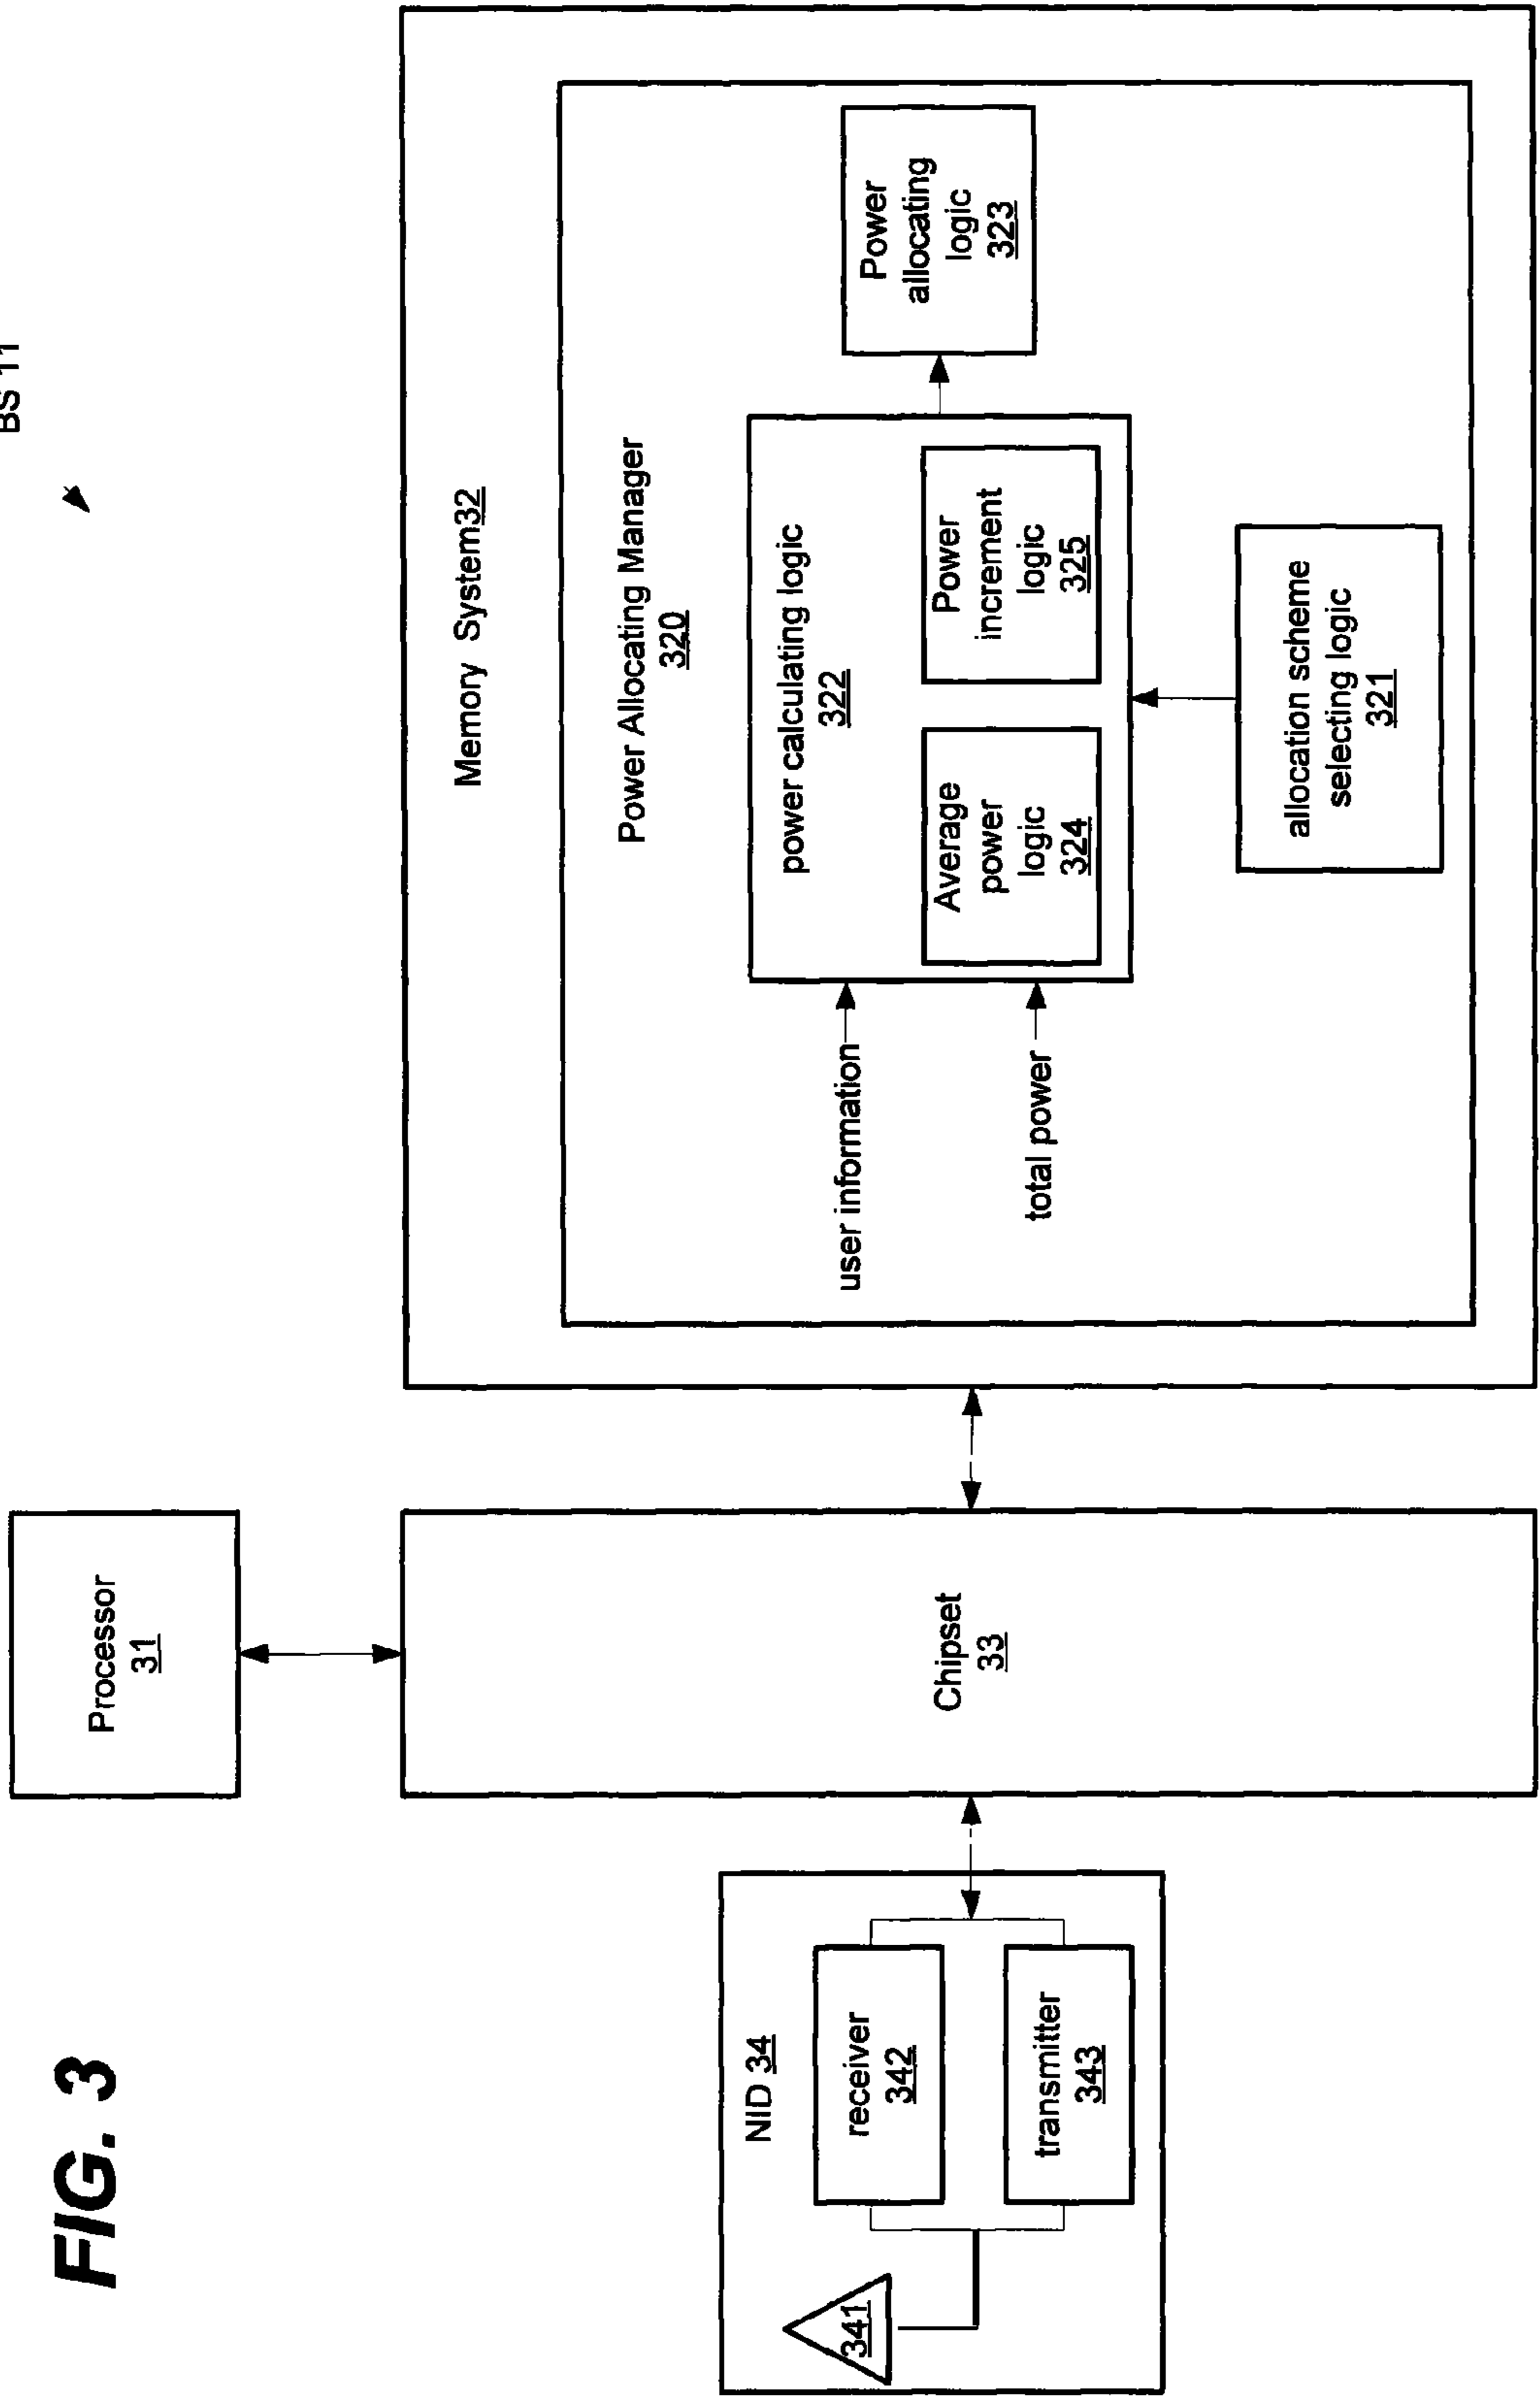 FIG. 3
BS 11
Processor
31
Memory System32
Power Allocating Manager
320
NID 34
power calculating logic
322
user information
Power
allocating
logic
323
341
receiver
342
Chipset
33
total power
Average
power
logic
324
Power
increment
logic
325
transmitter
343
allocation scheme
selecting logic
321